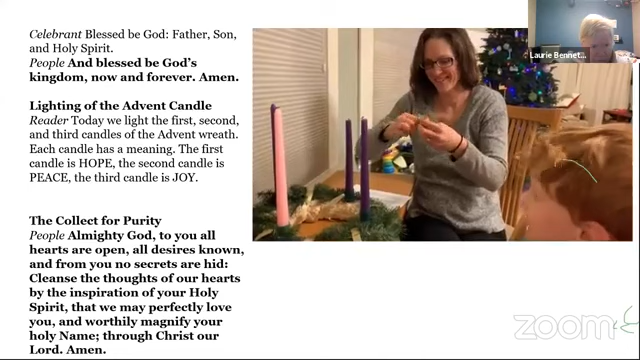 Celebrant Blessed be God: Father, Son,
and Holy Spirit.
People And blessed be God's
kingdom, now and forever. Amen.
Lighting of the Advent Candle
Reader Today we light the first, second,
and third candles of the Advent wreath.
Each candle has a meaning. The first
candle is HOPE, the second candle is
PEACE, the third candle is JOY.
The Collect for Purity
People Almighty God, to you all
hearts are open, all desires known,
and from you no secrets are hid:
Cleanse the thoughts of our hearts
by the inspiration of your Holy
Spirit, that we may perfectly love
you, and worthily magnify your
holy Name; through Christ our
Lord. Amen.
Laurie Bennet...
zoom